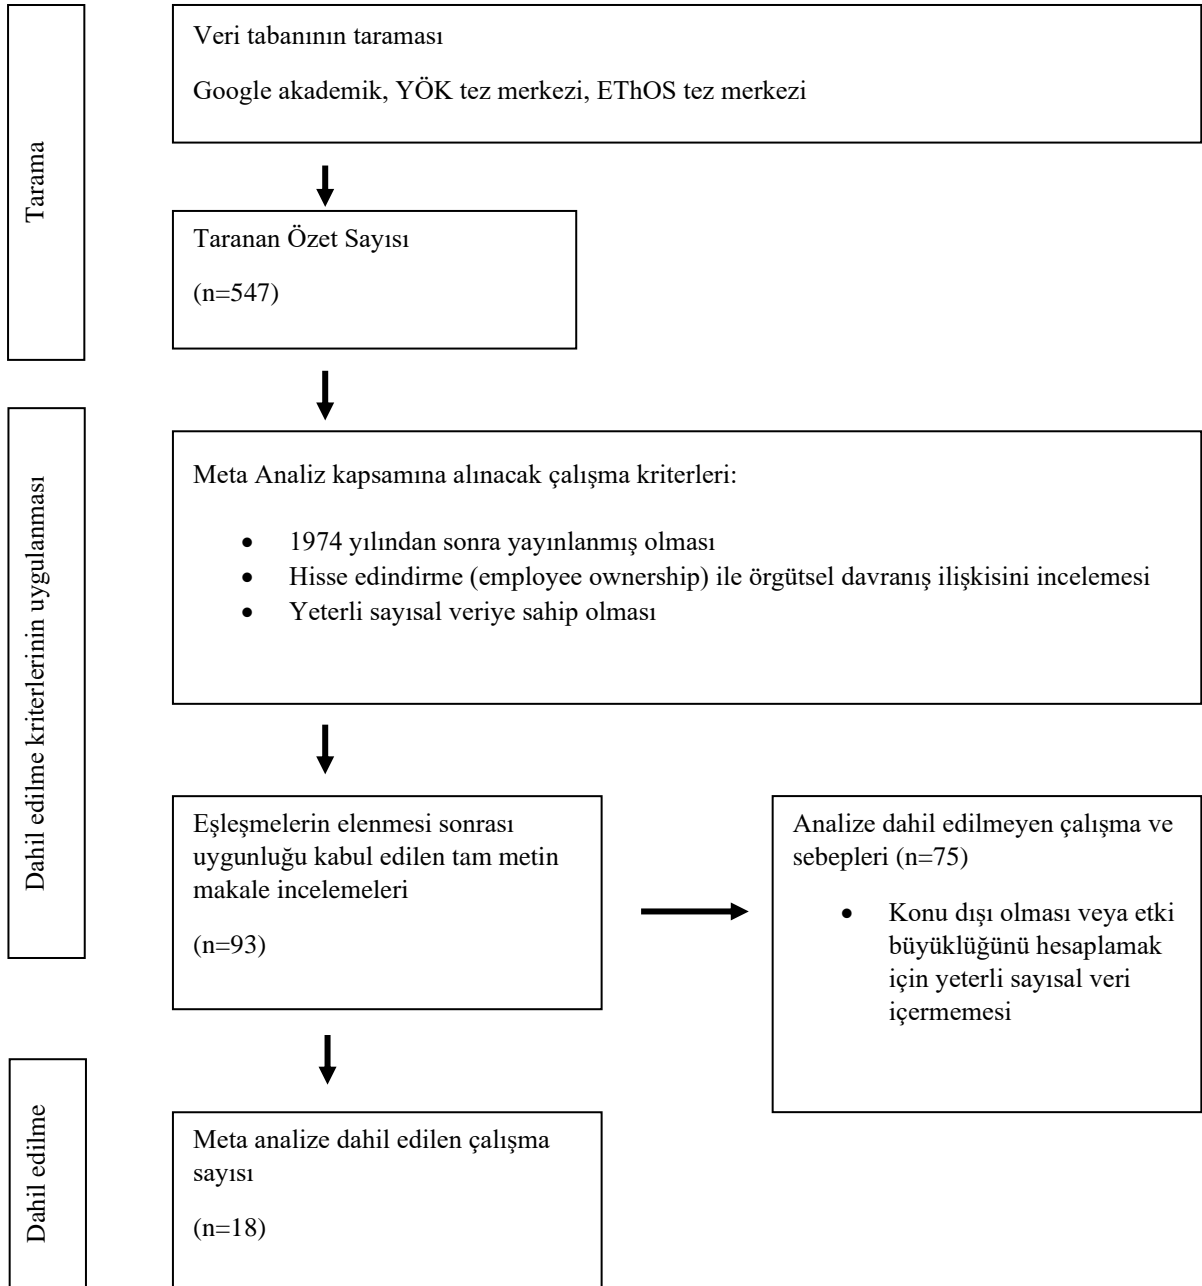 Tarama
Veri tabanının taraması
Google akademik, YÖK tez merkezi, EThOS tez merkezi
Taranan Özet Sayısı
(n=547)
Dahil edilme kriterlerinin uygulanması
Meta Analiz kapsamına alınacak çalışma kriterleri:
• 1974 yılından sonra yayınlanmış olması
• Hisse edindirme (employee ownership) ile örgütsel davranış ilişkisini incelemesi
• Yeterli sayısal veriye sahip olması
Eşleşmelerin elenmesi sonrası
uygunluğu kabul edilen tam metin
makale incelemeleri
(n=93)
Analize dahil edilmeyen çalışma ve
sebepleri (n=75)
• Konu dışı olması veya etki
büyüklüğünü hesaplamak
için yeterli sayısal veri
içermemesi
Dahil edilme
Meta analize dahil edilen çalışma
sayısı
(n=18)